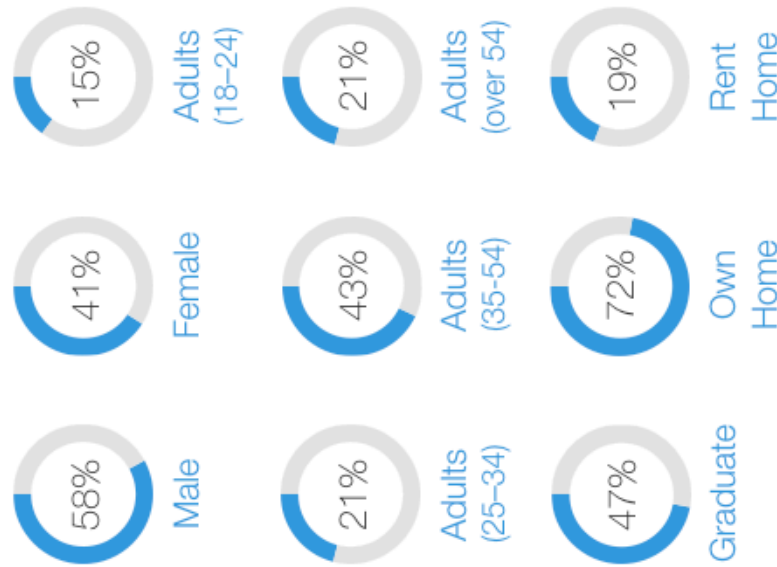 58%
Male
41%
Female
15%
Adults
(18–24)
21%
Adults
(25–34)
43%
Adults
(35-54)
21%
Adults
(over 54)
47%
Graduate
72%
Own
Home
19%
Rent
Home